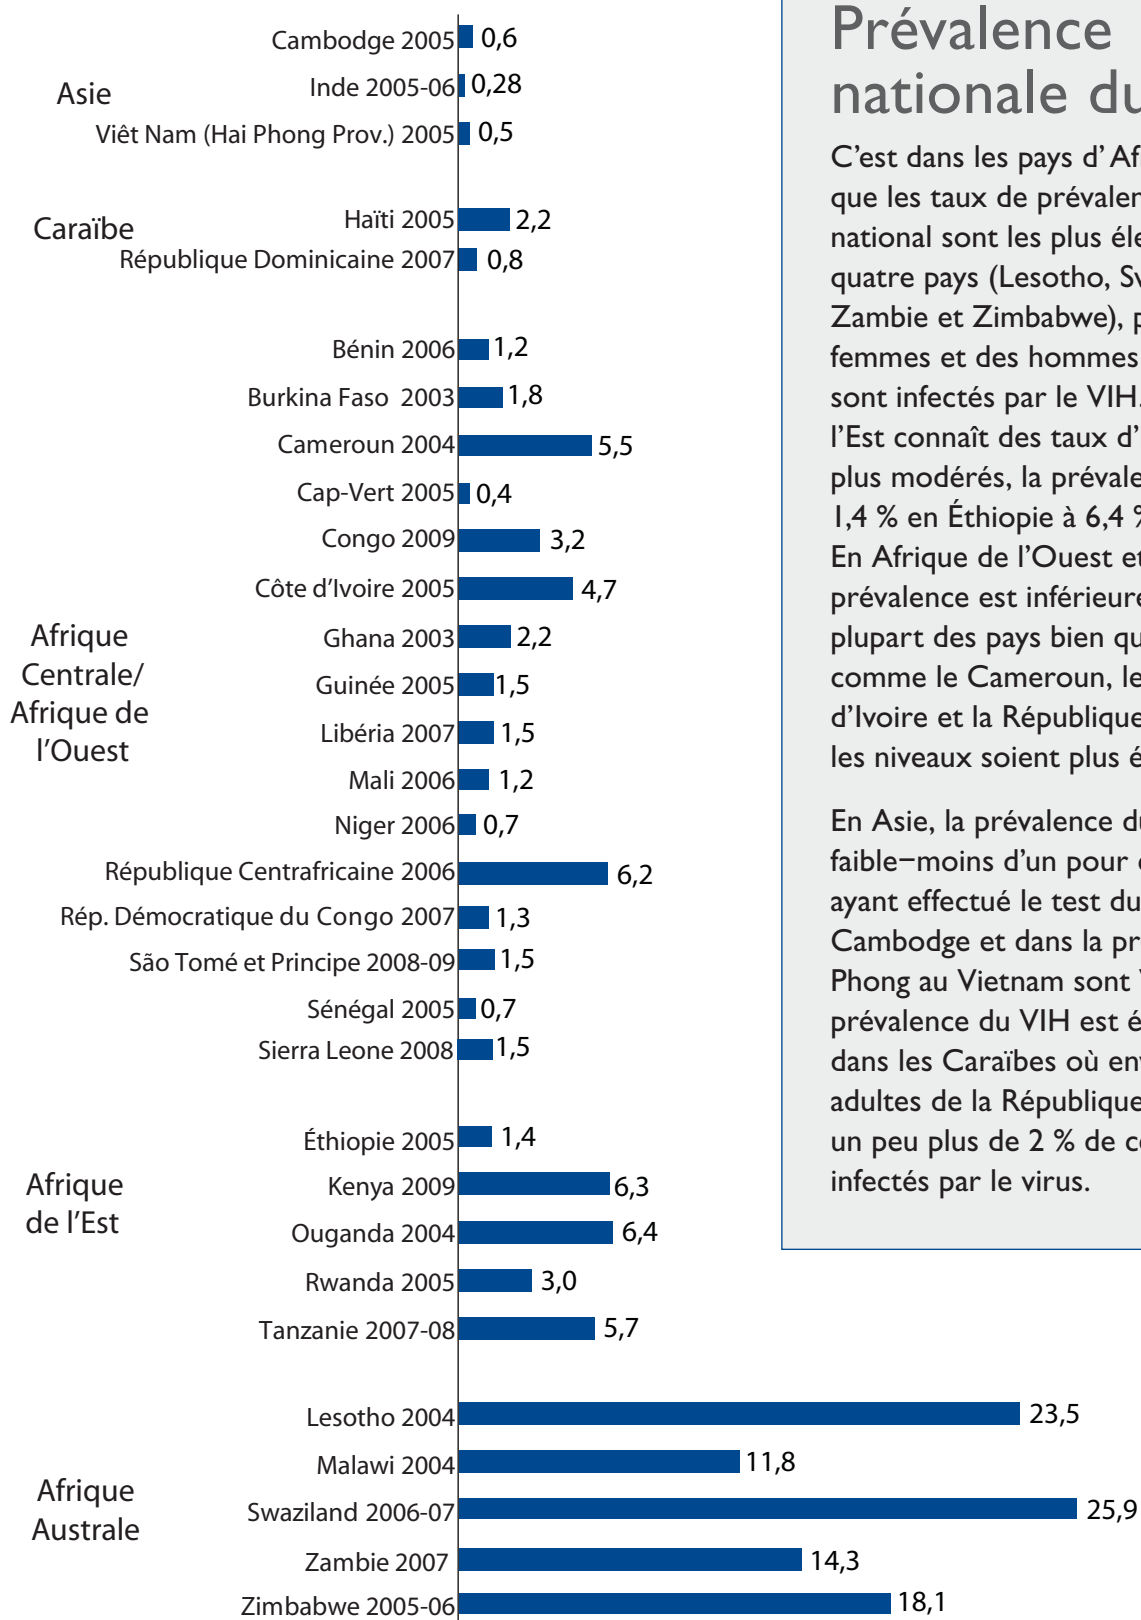 Cambodge 2005 0,6
Asie
Inde 2005-06 0,28
Viêt Nam (Hai Phong Prov.) 2005 0,5
Caraïbe
Haïti 2005 2,2
République Dominicaine 2007 0,8
Bénin 2006 1,2
Burkina Faso 2003 1,8
Cameroun 2004 5,5
Cap-Vert 2005 0,4
Congo 2009 3,2
Côte d'Ivoire 2005 4,7
Afrique
Centrale/
Afrique de
l'Ouest
Ghana 2003 2,2
Guinée 2005 1,5
Libéria 2007 1,5
Mali 2006 1,2
Niger 2006 0,7
République Centrafricaine 2006 6,2
Rép. Démocratique du Congo 2007 1,3
São Tomé et Principe 2008-09 1,5
Sénégal 2005 0,7
Sierra Leone 2008 1,5
Afrique
de l'Est
Éthiopie 2005 1,4
Kenya 2009 6,3
Ouganda 2004 6,4
Rwanda 2005 3,0
Tanzanie 2007-08 5,7
Afrique
Australe
Lesotho 2004 23,5
Malawi 2004 11,8
Swaziland 2006-07 25,9
Zambie 2007 14,3
Zimbabwe 2005-06 18,1
Prévalence
nationale du
C'est dans les pays d'
que les taux de
national sont les plus
quatre pays (Lesotho,
Zambie et Zimbabwe),
femmes et des hommes
sont infectés par le VIH.
l'Est connaît des taux
plus modérés, la
1,4 % en Éthiopie à 6,4
En Afrique de l'Ouest et
prévalence est
plupart des pays bien
comme le Cameroun,
d'Ivoire et la République
les niveaux soient plus
En Asie, la prévalence
faible–moins d'un pour
ayant effectué le test
Cambodge et dans la
Phong au Vietnam sont
prévalence du VIH est
dans les Caraïbes où
adultes de la République
un peu plus de 2 % de
infectés par le virus.